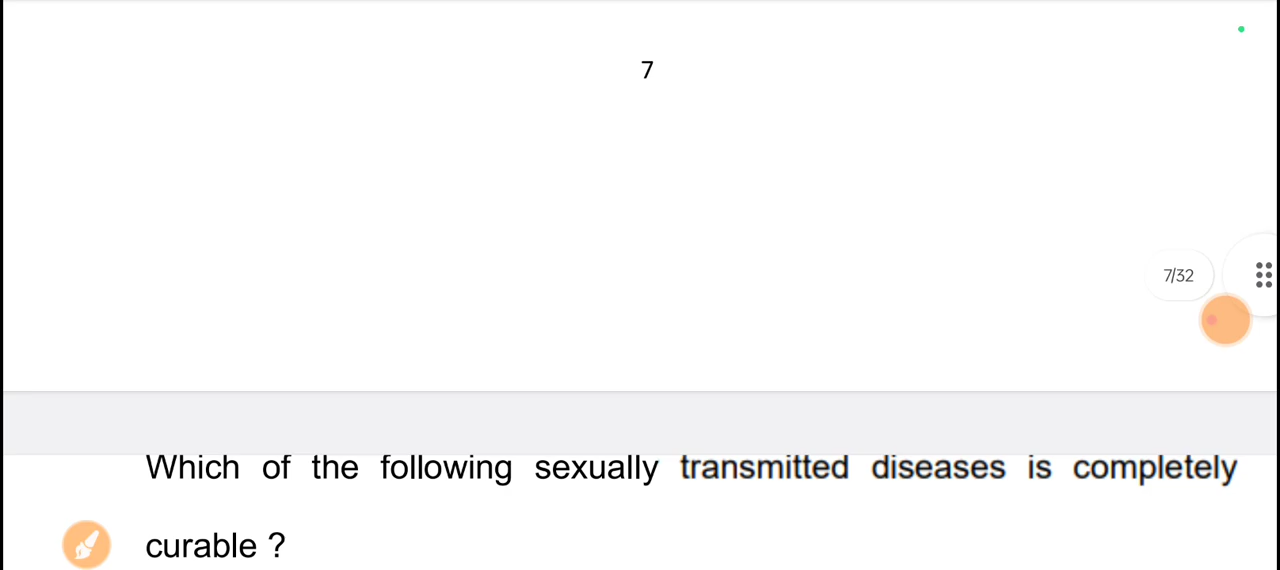 7
7/32
Which of the following sexually transmitted diseases is completely
curable ?